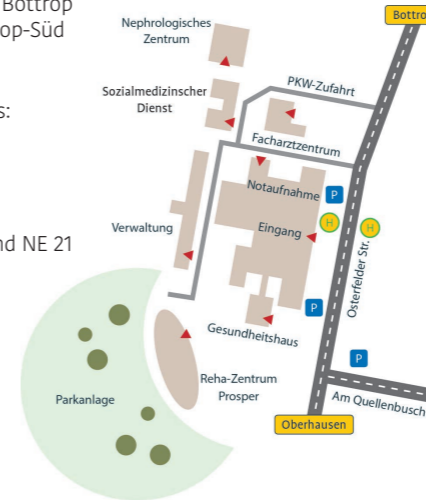 Bottrop
op-Süd
s:
nd NE 21
Nephrologisches
Zentrum
Bottro
Sozialmedizinscher
Dienst
PKW-Zufahrt
Facharztzentrum
Notaufnahme
P
Verwaltung
Eingang
H
H
Osterfelder Str.
P
Gesundheitshaus
P
Reha-Zentrum
Prosper
Parkanlage
Am Quellenbusch
Oberhausen